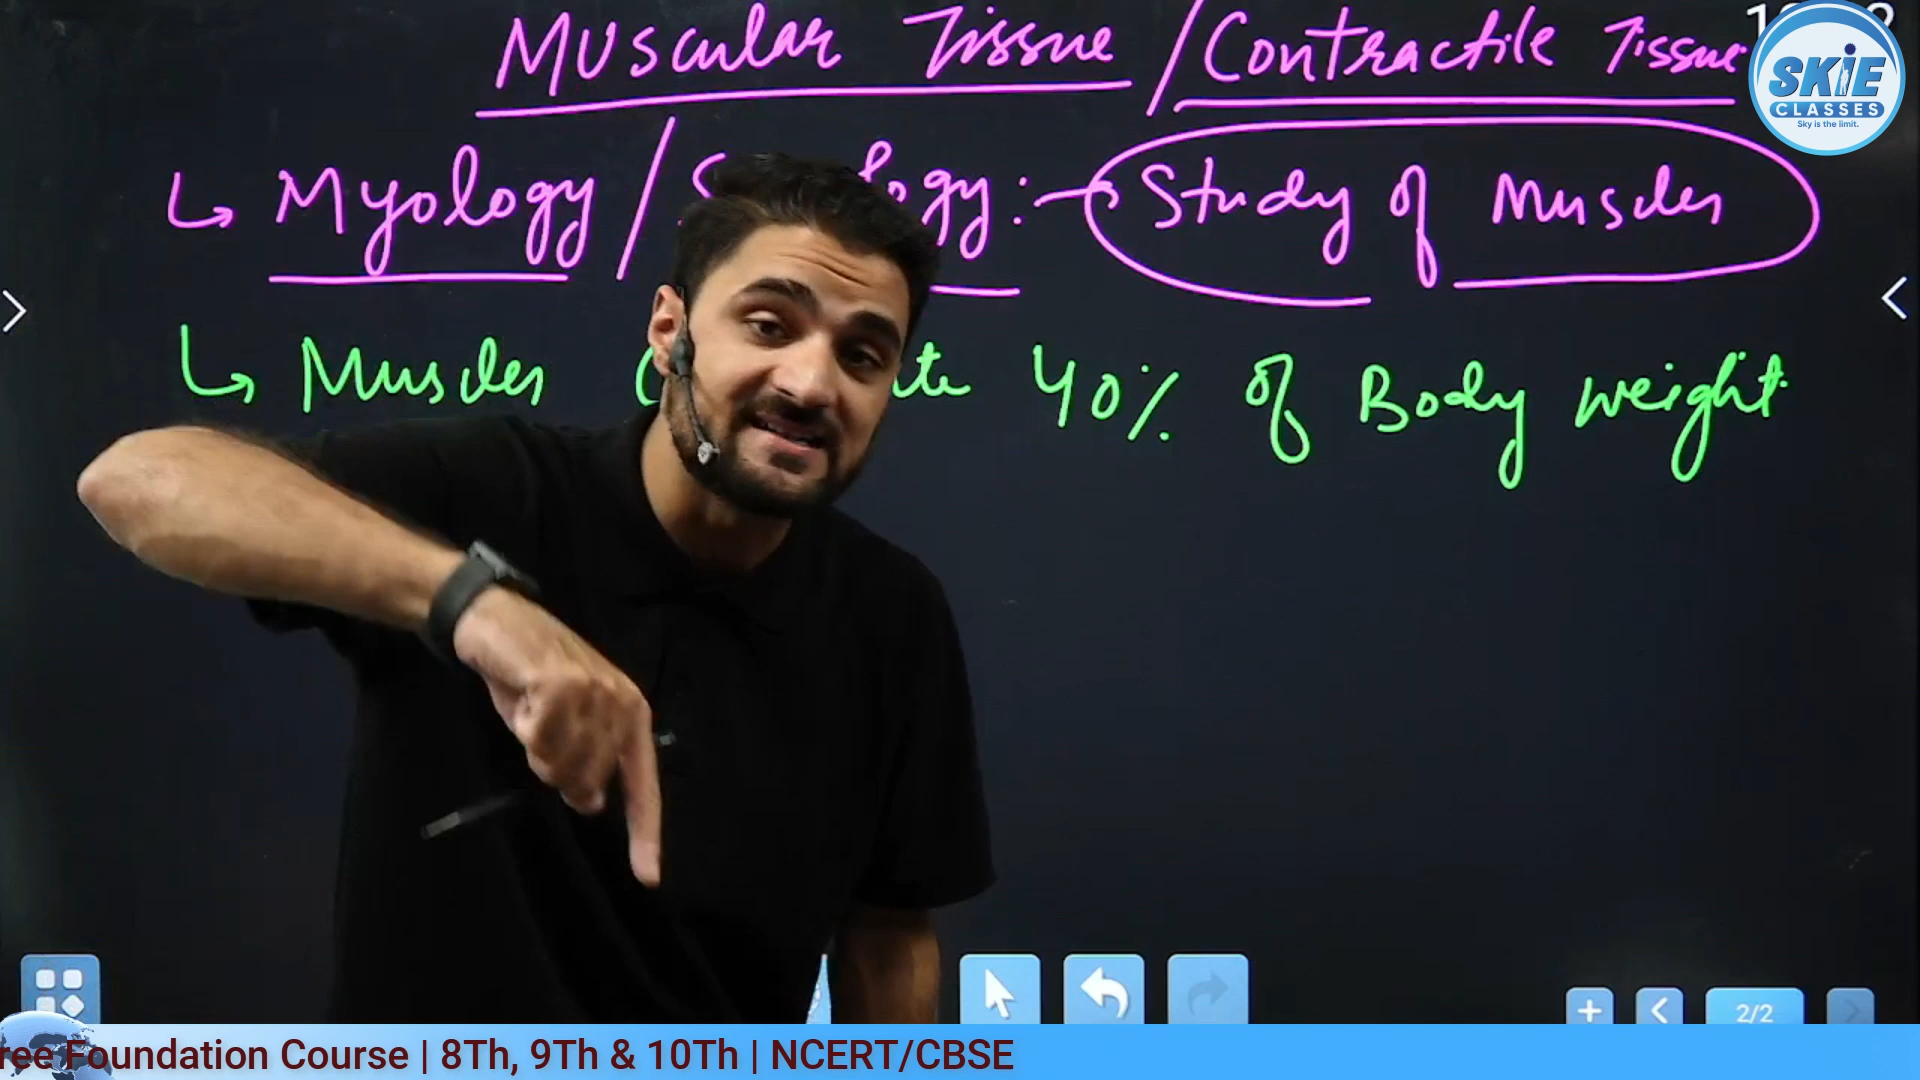 Muscular Tissue / Contractile Tissue
SKIE
CLASSES
Sky is the limit.
↳ Myology / :→ Study of Muscles
↳ Muscles 40% of Body weight
2/2
ree Foundation Course | 8Th, 9Th & 10Th | NCERT/CBSE